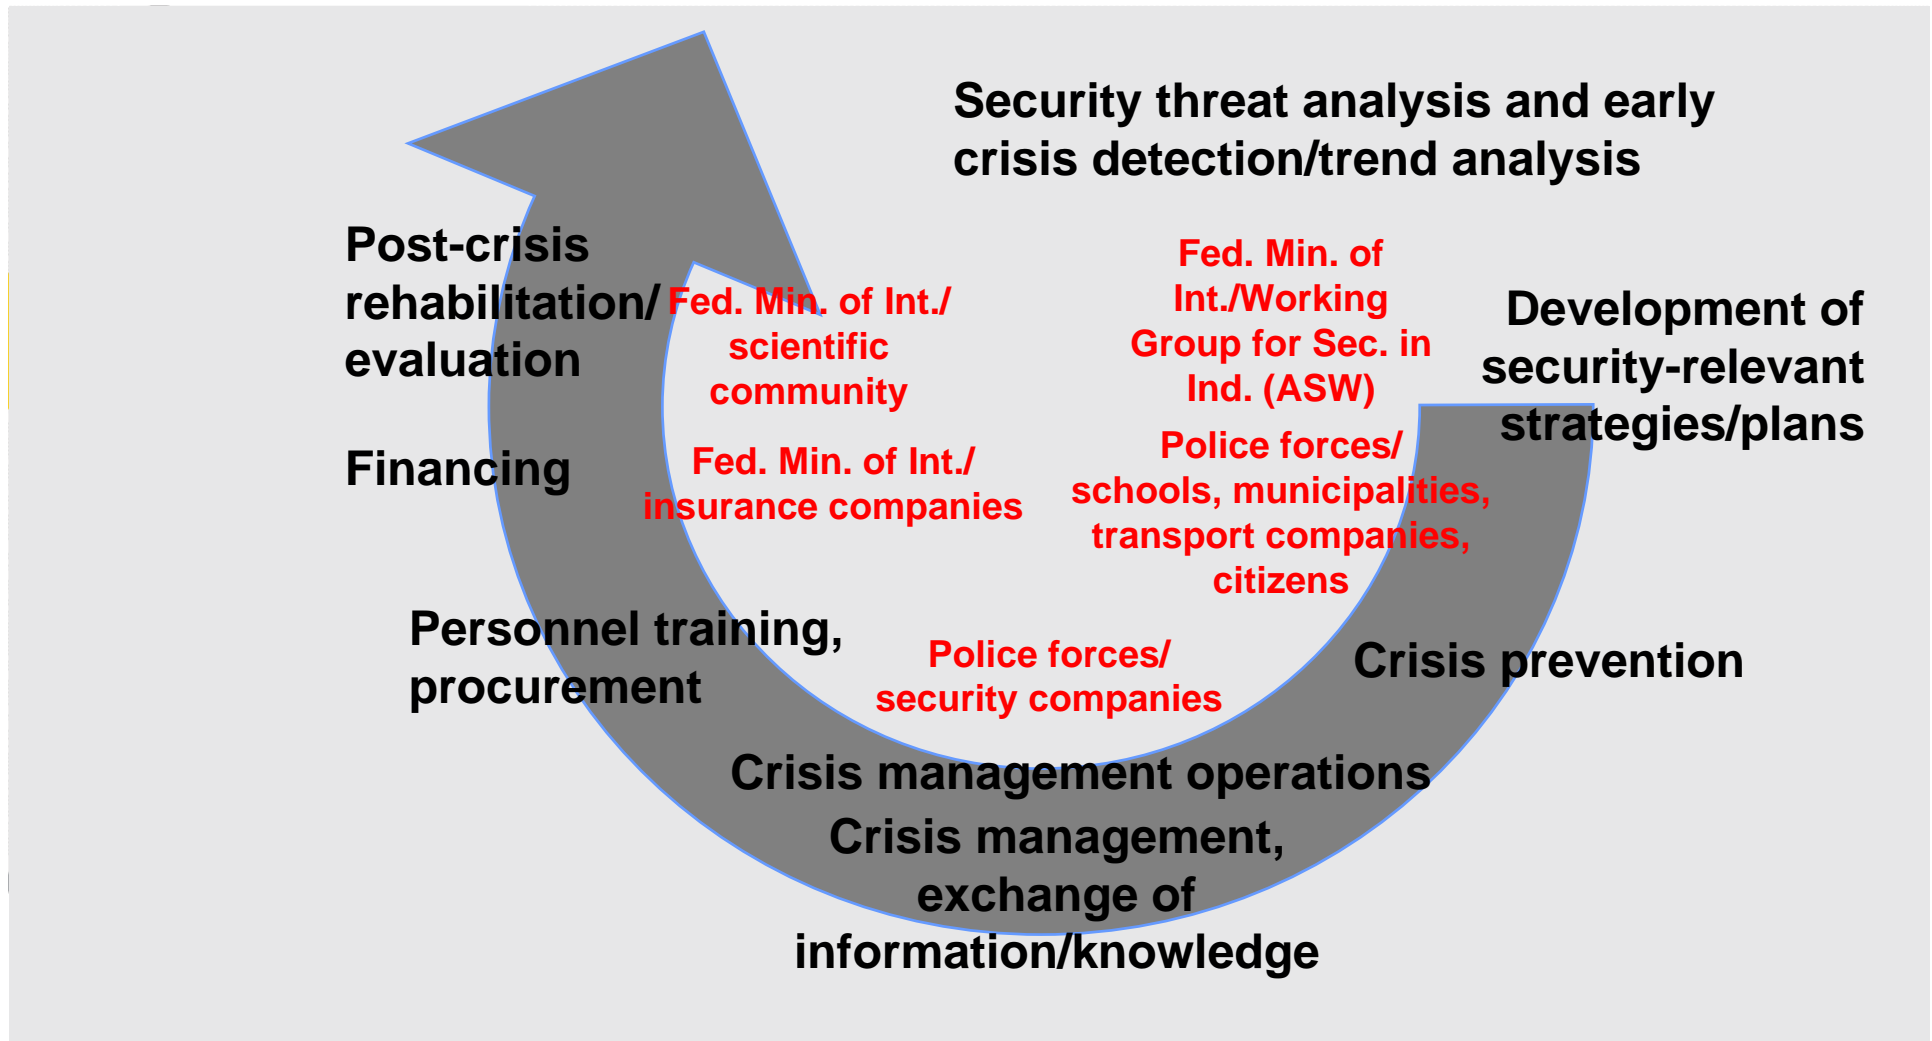 Security threat analysis and early
crisis detection/trend analysis
Post-crisis
rehabilitation/
evaluation
Fed. Min. of Int./
scientific
community
Fed. Min. of
Int./Working
Group for Sec. in
Ind. (ASW)
Development of
security-relevant
strategies/plans
Financing
Fed. Min. of Int./
insurance companies
Police forces/
schools, municipalities,
transport companies,
citizens
Personnel training,
procurement
Police forces/
security companies
Crisis prevention
Crisis management operations
Crisis management,
exchange of
information/knowledge